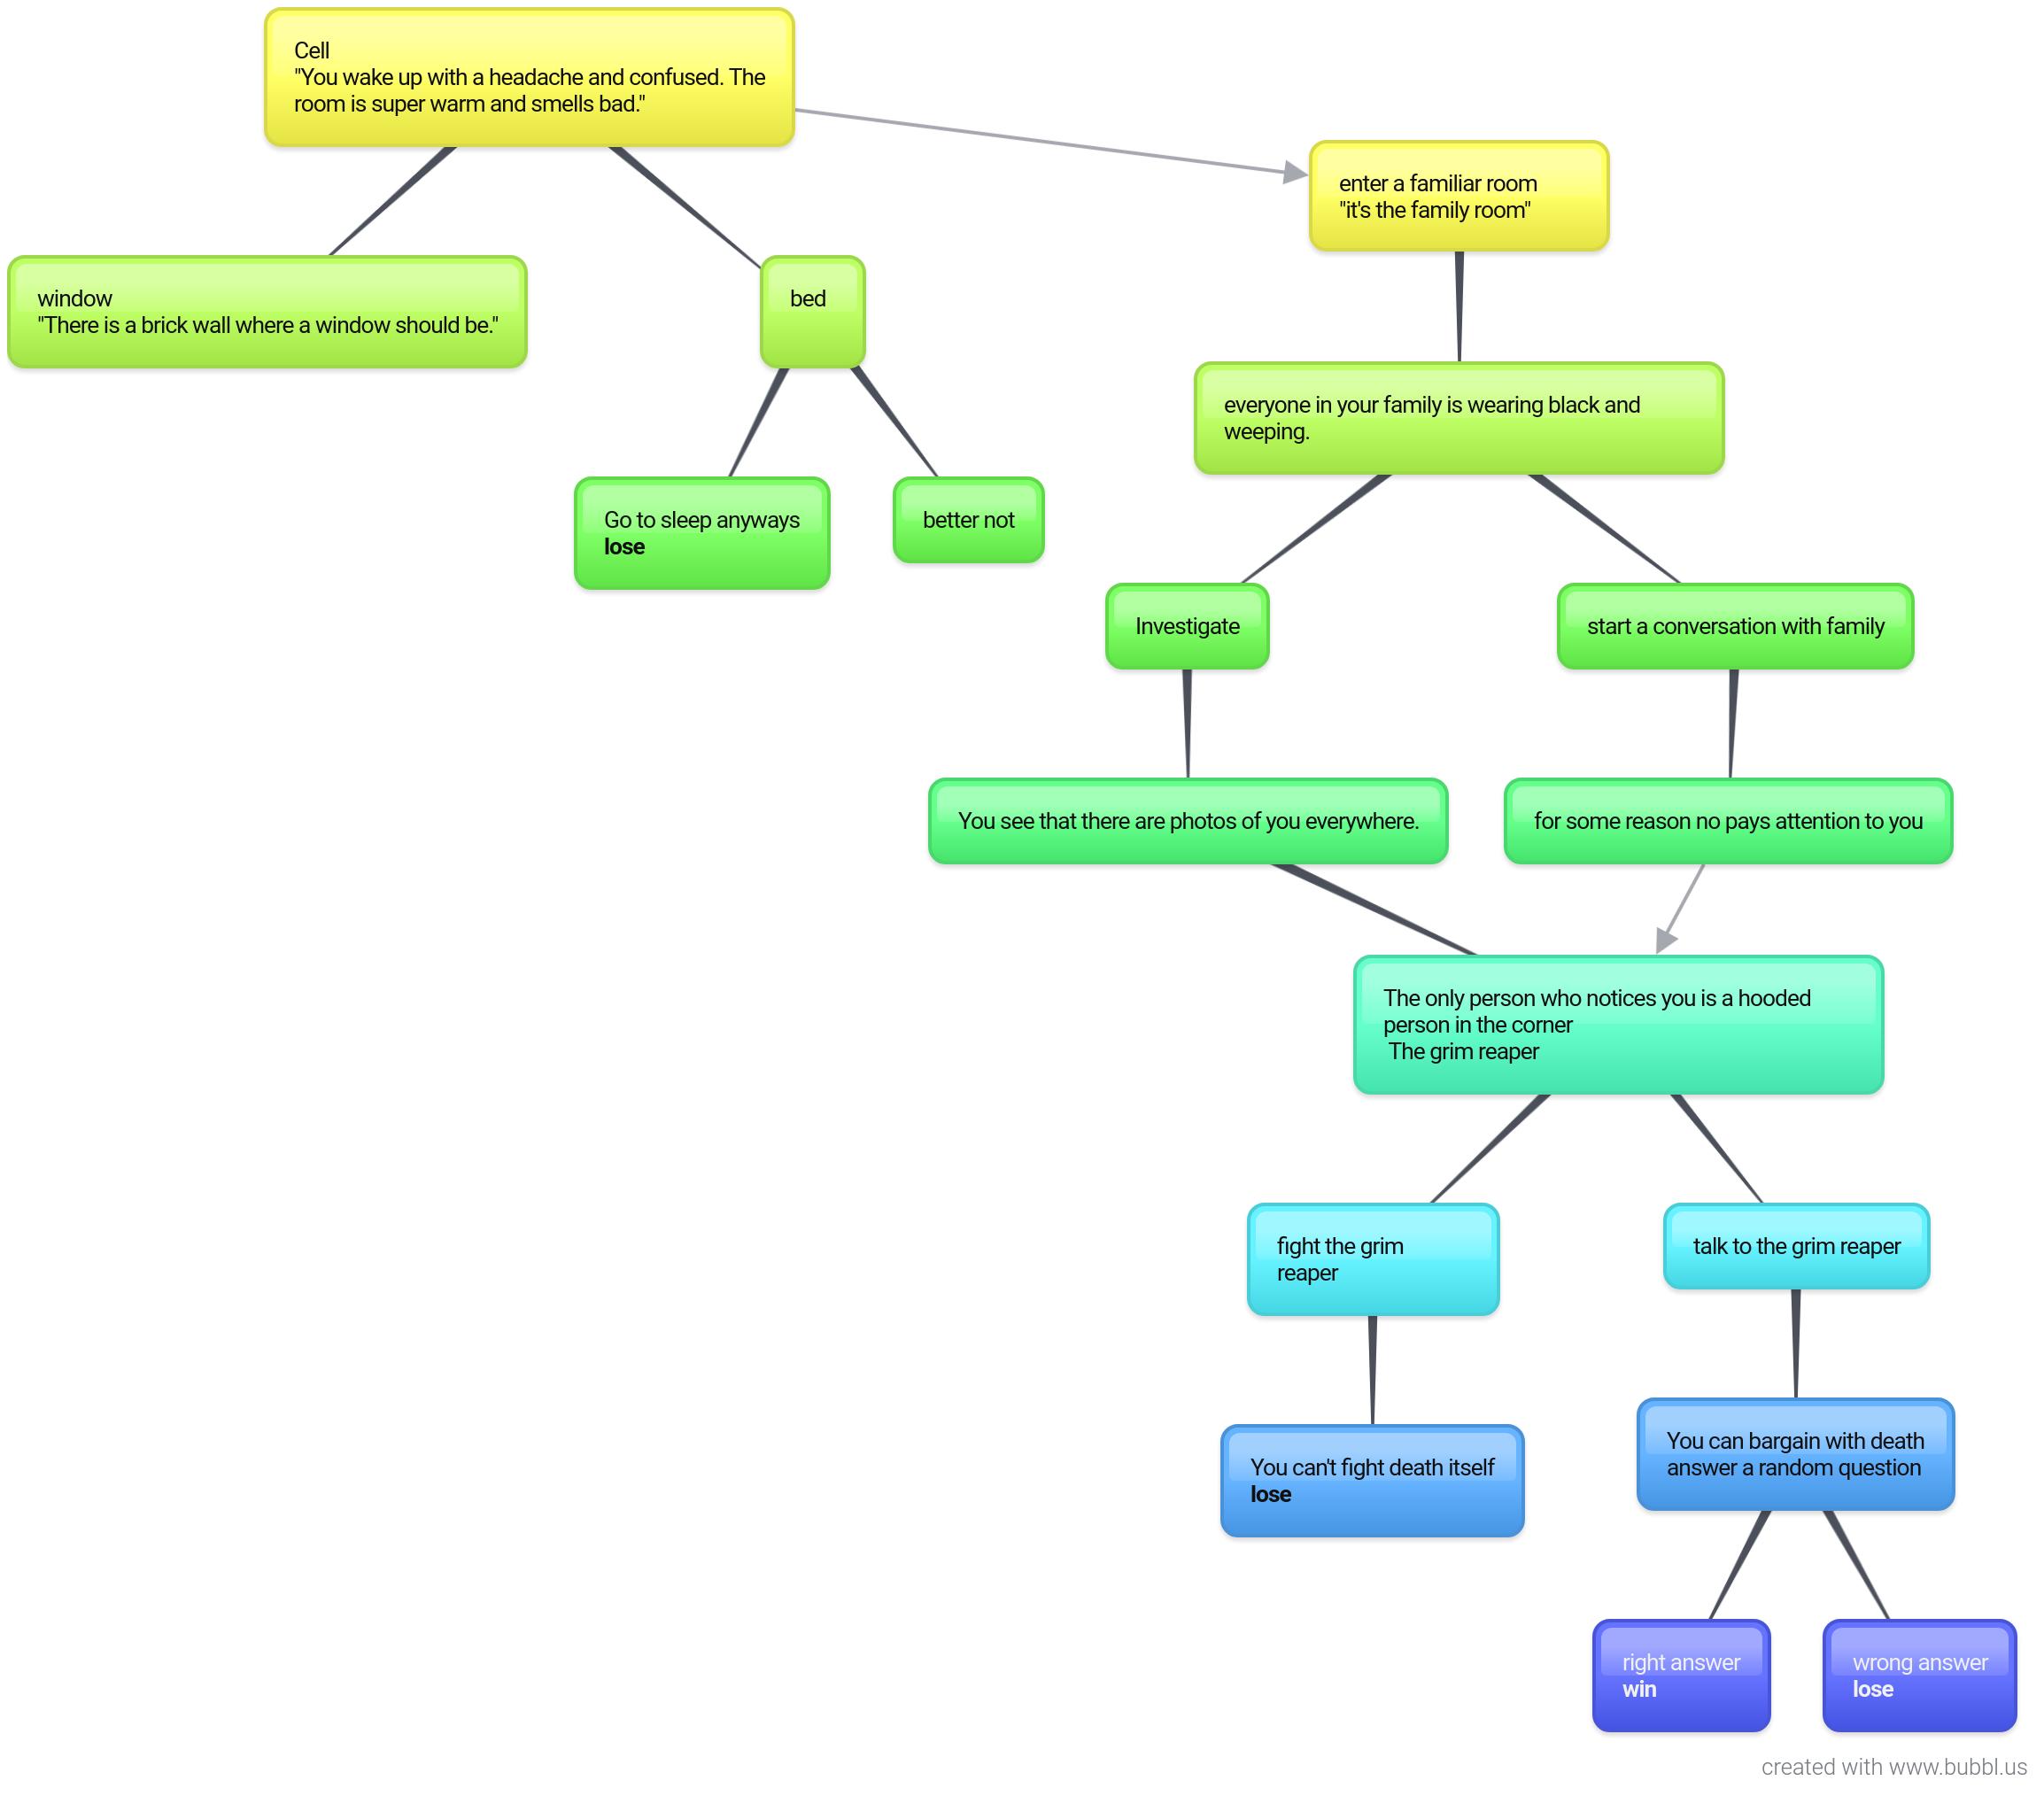 Cell
"You wake up with a headache and confused. The
room is super warm and smells bad."
enter a familiar room
"it's the family room"
window
"There is a brick wall where a window should be."
bed
everyone in your family is wearing black and
weeping.
Go to sleep anyways
lose
better not
Investigate
start a conversation with family
You see that there are photos of you everywhere.
for some reason no pays attention to you
The only person who notices you is a hooded
person in the corner
The grim reaper
fight the grim
reaper
talk to the grim reaper
You can't fight death itself
lose
You can bargain with death
answer a random question
right answer
win
wrong answer
lose
created with www.bubbl.us